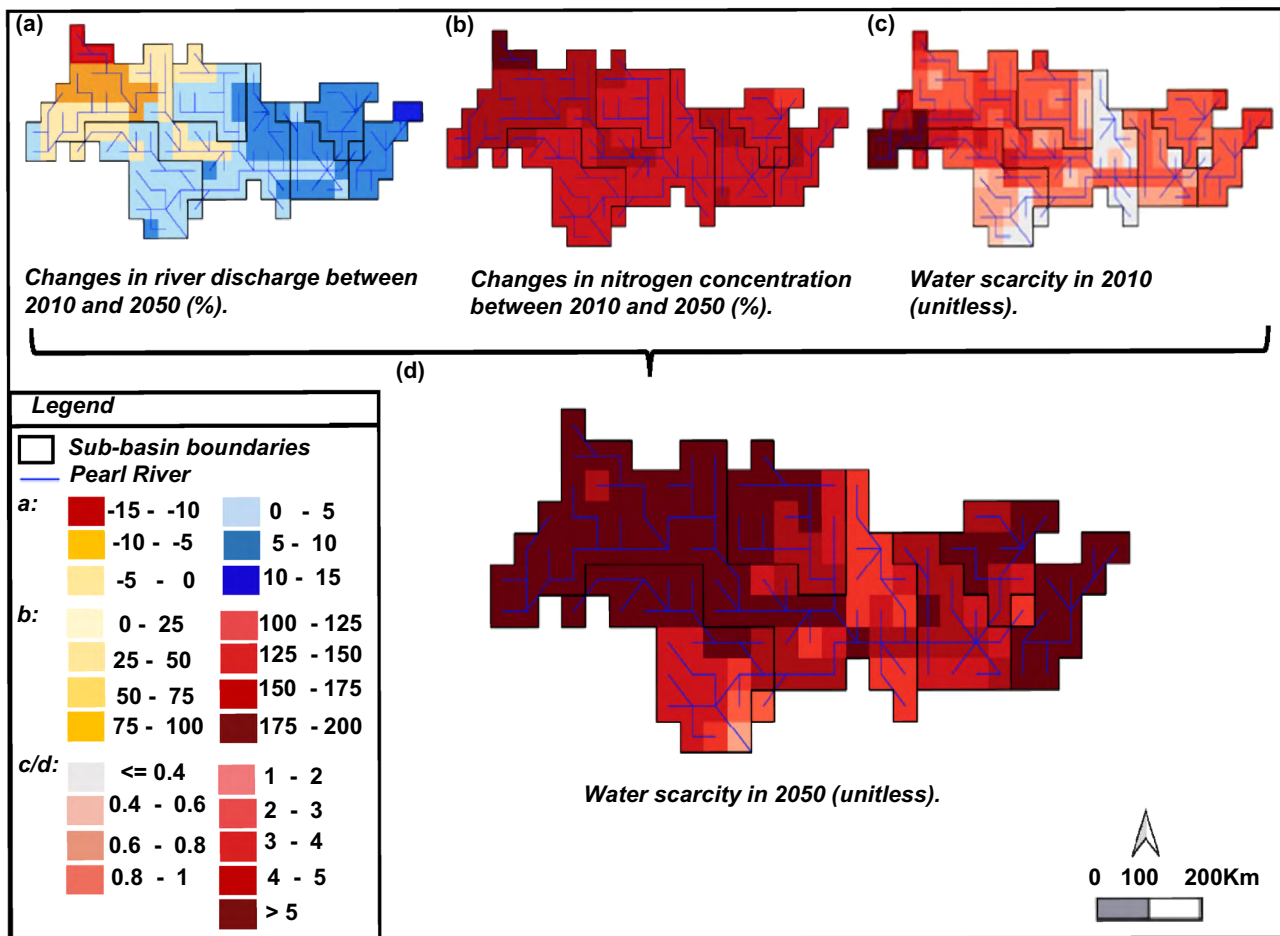 (a)
(b)
(c)
Changes in river discharge between
2010 and 2050 (%).
Changes in nitrogen concentration
between 2010 and 2050 (%).
Water scarcity in 2010
(unitless).
(d)
Legend
Sub-basin boundaries
Pearl River
a:
-15 - -10
0 - 5
-10 - -5
5 - 10
-5 - 0
10 - 15
b:
0 - 25
100 - 125
25 - 50
125 - 150
50 - 75
150 - 175
75 - 100
175 - 200
c/d:
<= 0.4
1 - 2
0.4 - 0.6
2 - 3
0.6 - 0.8
3 - 4
0.8 - 1
4 - 5
> 5
Water scarcity in 2050 (unitless).
0 100 200Km